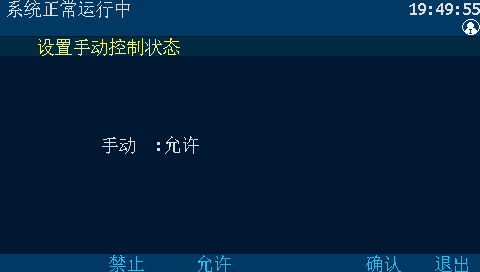 系统正常运行中 19:49:55
设置手动控制状态
手动 :允许
禁止 允许 确认 退出